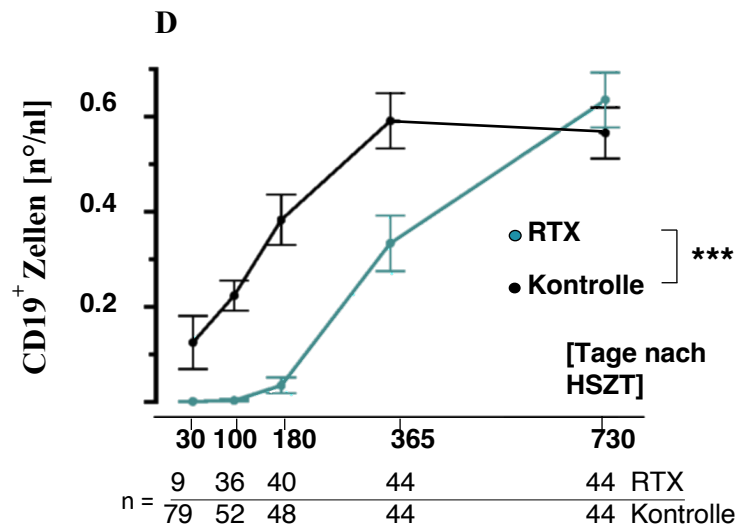 D
CD19+ Zellen [n°/nl]
0.6
0.4
0.2
RTX
Kontrolle
***
[Tage nach
HSZT]
30 100 180 365 730
9 36 40 44 44 RTX
n =
79 52 48 44 44 Kontrolle